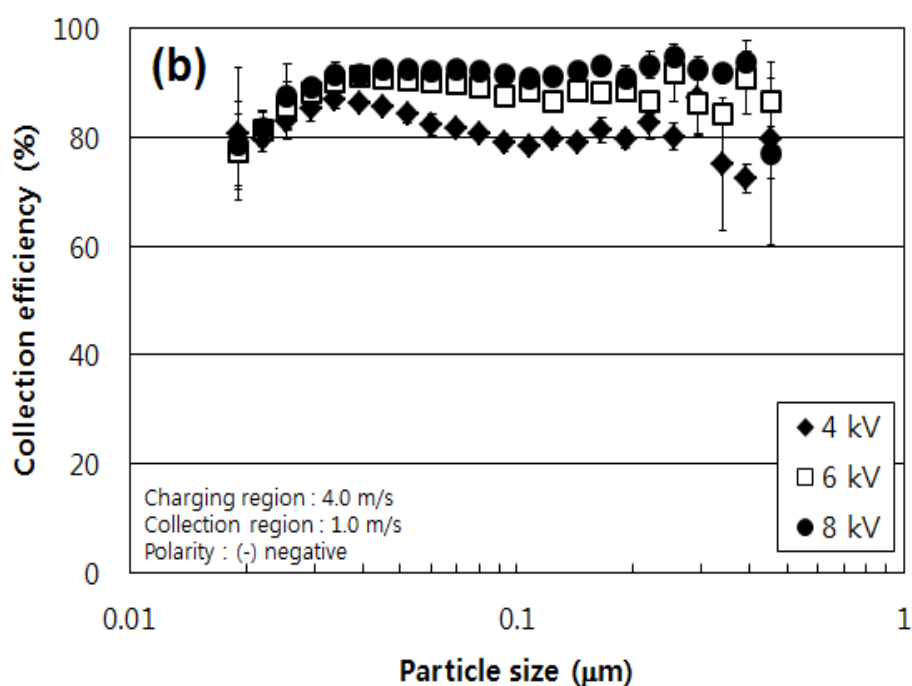 (b)
100
80
60
40
20
0
Collection efficiency (%)
4 kV
6 kV
8 kV
Charging region : 4.0 m/s
Collection region : 1.0 m/s
Polarity : (-) negative
0.01
0.1
1
Particle size (μm)